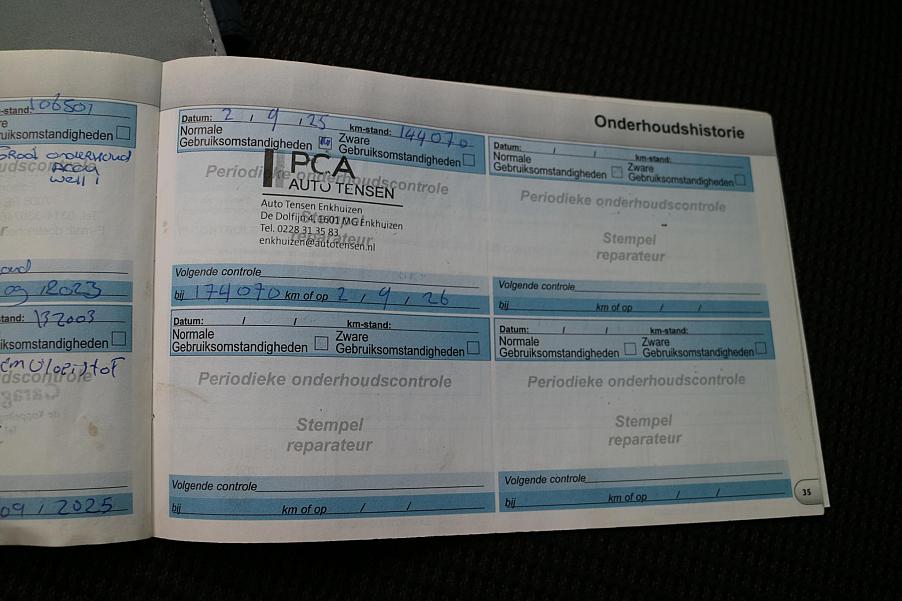 -stand: 106501
ruiksomstandigheden
Groot onderhoud
09 / 2023
stand: 132003
ksomstandigheden
dscontrole
09 / 2025
Onderhoudshistorie
Datum: 2 / 9 / 25 km-stand: 144070
Normale Gebruiksomstandigheden Zware Gebruiksomstandigheden
Periodieke onderhoudscontrole
PCA
AUTO TENSEN
Stempel
reparateur
Auto Tensen Enkhuizen
De Dolfijn 4, 1601 MG Enkhuizen
Tel. 0228 31 35 83
enkhuizen@autotensen.nl
Volgende controle
bij 174070 km of op 2 / 9 / 26
Datum: / / km-stand:
Normale Gebruiksomstandigheden Zware Gebruiksomstandigheden
Periodieke onderhoudscontrole
Stempel
reparateur
Volgende controle
bij km of op / /
Datum: / / km-stand:
Normale Gebruiksomstandigheden Zware Gebruiksomstandigheden
Periodieke onderhoudscontrole
Stempel
reparateur
Volgende controle
bij km of op / /
Datum: / / km-stand:
Normale Gebruiksomstandigheden Zware Gebruiksomstandigheden
Periodieke onderhoudscontrole
Stempel
reparateur
Volgende controle
bij km of op / /
35